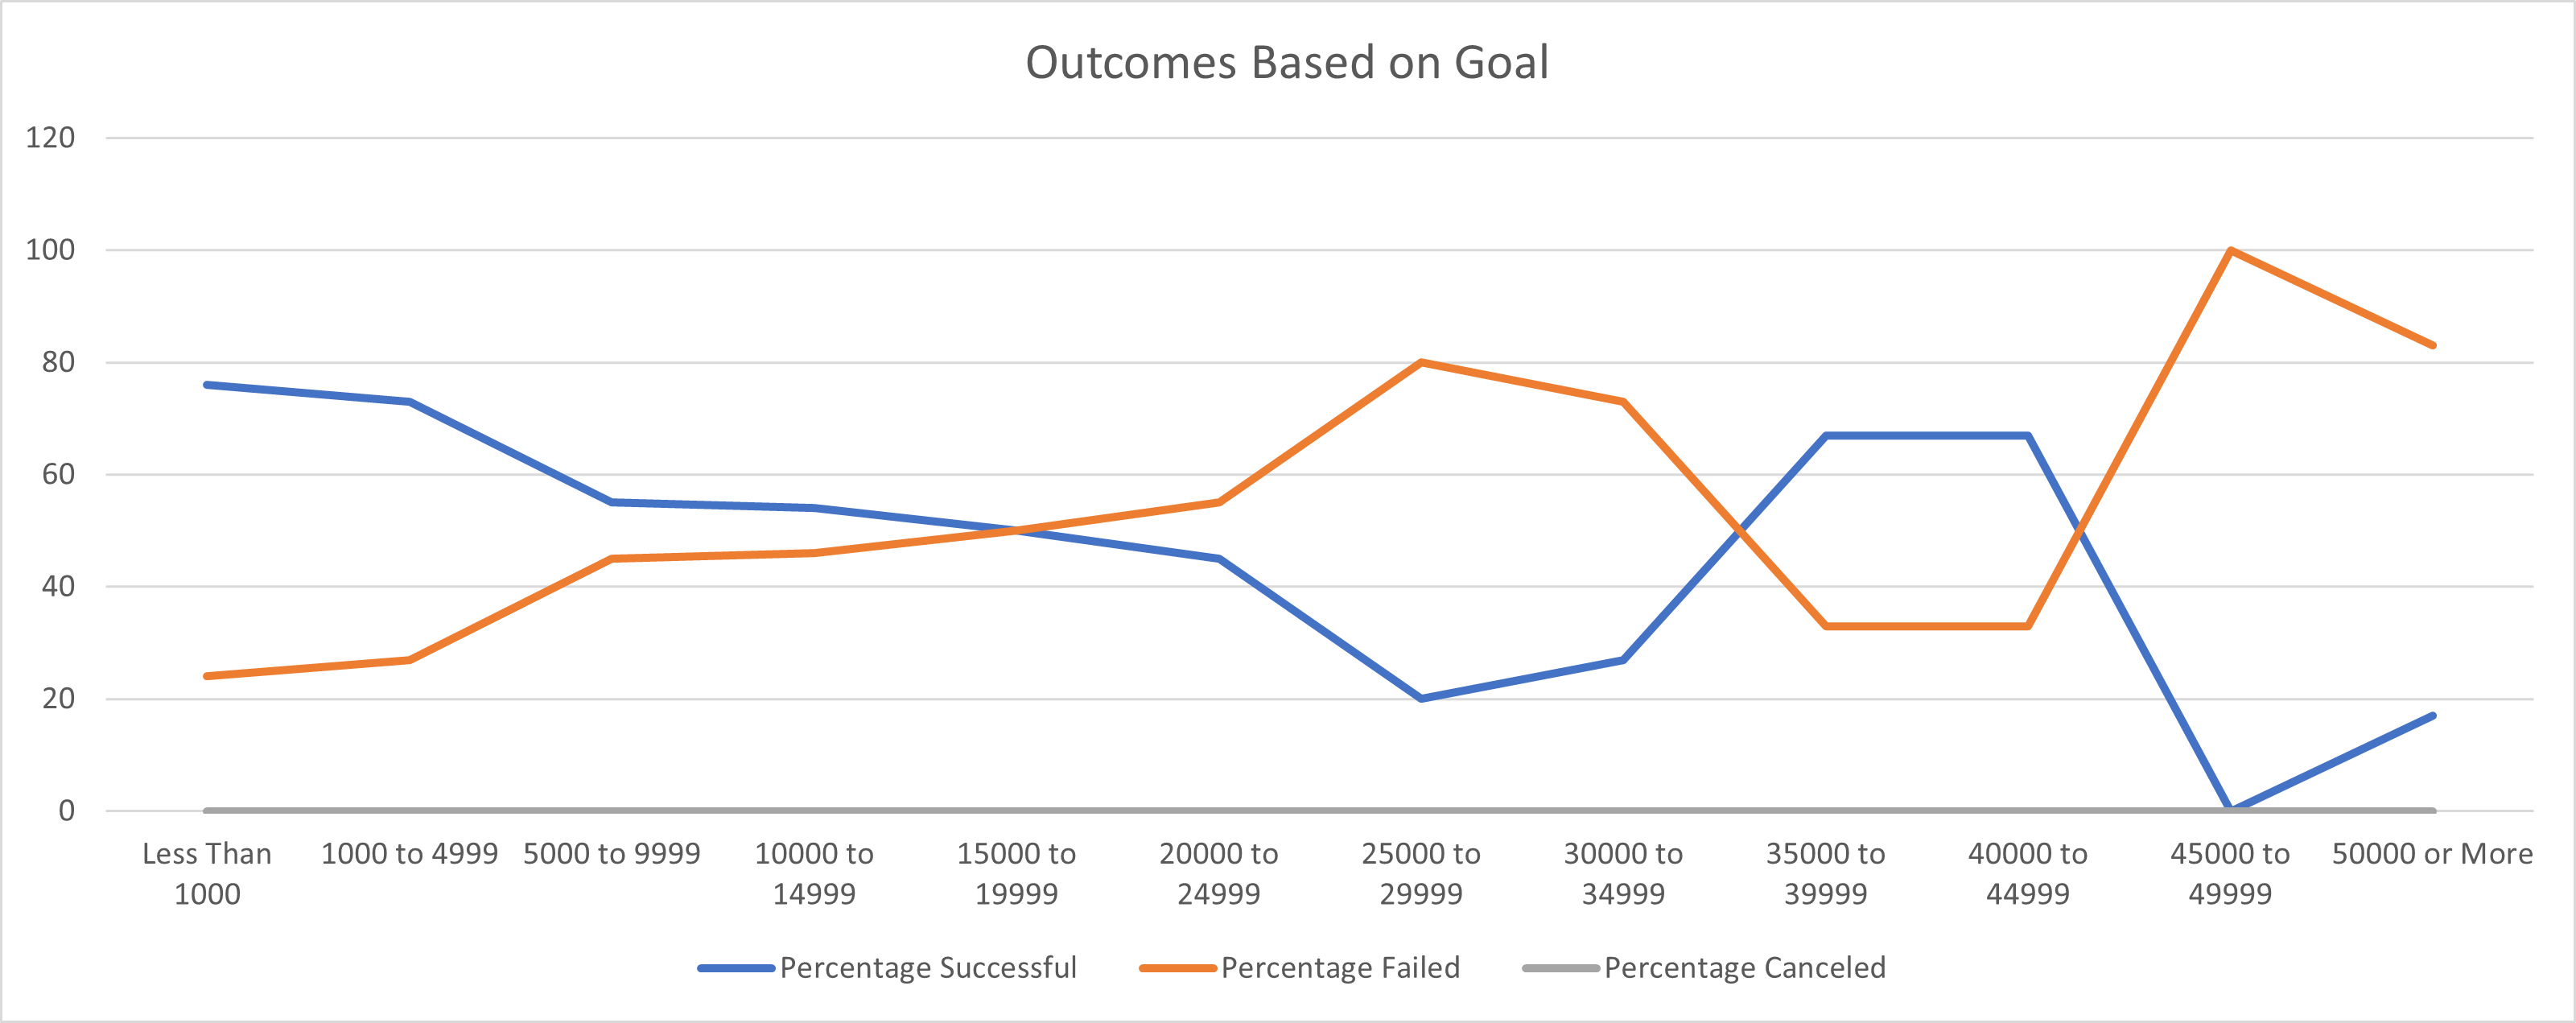 Outcomes Based on Goal
120
100
80
60
40
20
0
Less Than
1000
1000 to 4999
5000 to 9999
10000 to
14999
15000 to
19999
20000 to
24999
25000 to
29999
30000 to
34999
35000 to
39999
40000 to
44999
45000 to
49999
50000 or More
Percentage Successful
Percentage Failed
Percentage Canceled